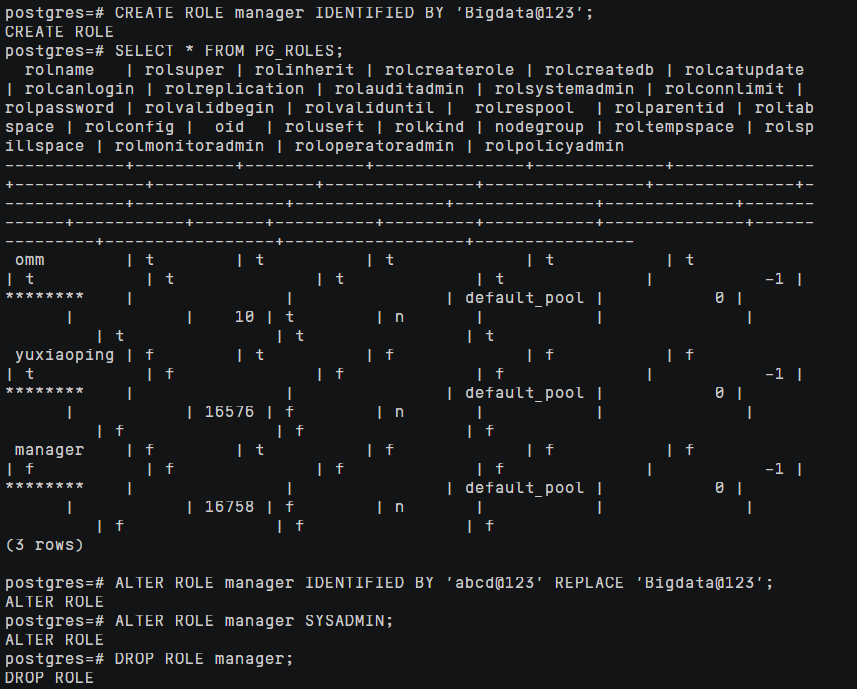 postgres=# CREATE ROLE manager IDENTIFIED BY 'Bigdata@123';
CREATE ROLE
postgres=# SELECT * FROM PG_ROLES;
  rolname   | rolsuper | rolinherit | rolcreaterole | rolcreatedb | rolcatupdate 
| rolcanlogin | rolreplication | rolauditadmin | rolsystemadmin | rolconnlimit | 
rolpassword | rolvalidbegin | rolvaliduntil |  rolrespool  | rolparentid | roltab
space | rolconfig |  oid  | roluseft | rolkind | nodegroup | roltempspace | rolsp
illspace | rolmonitoradmin | roloperatoradmin | rolpolicyadmin
------------+----------+------------+---------------+-------------+--------------
+-------------+----------------+---------------+----------------+--------------+-
------------+---------------+---------------+--------------+-------------+-------
------+-----------+-------+----------+---------+-----------+--------------+------
---------+-----------------+------------------+----------------
 omm        | t        | t          | t             | t           | t
| t           | t              | t             | t              |           -1 |
********    |               |               | default_pool |           0 |
      |           |    10 | t        | n       |           |              |
         | t               | t                | t
 yuxiaoping | f        | t          | f             | f           | f
| t           | f              | f             | f              |           -1 |
********    |               |               | default_pool |           0 |
      |           | 16576 | f        | n       |           |              |
         | f               | f                | f
 manager    | f        | t          | f             | f           | f
| f           | f              | f             | f              |           -1 |
********    |               |               | default_pool |           0 |
      |           | 16758 | f        | n       |           |              |
         | f               | f                | f
(3 rows)
postgres=# ALTER ROLE manager IDENTIFIED BY 'abcd@123' REPLACE 'Bigdata@123';
ALTER ROLE
postgres=# ALTER ROLE manager SYSADMIN;
ALTER ROLE
postgres=# DROP ROLE manager;
DROP ROLE